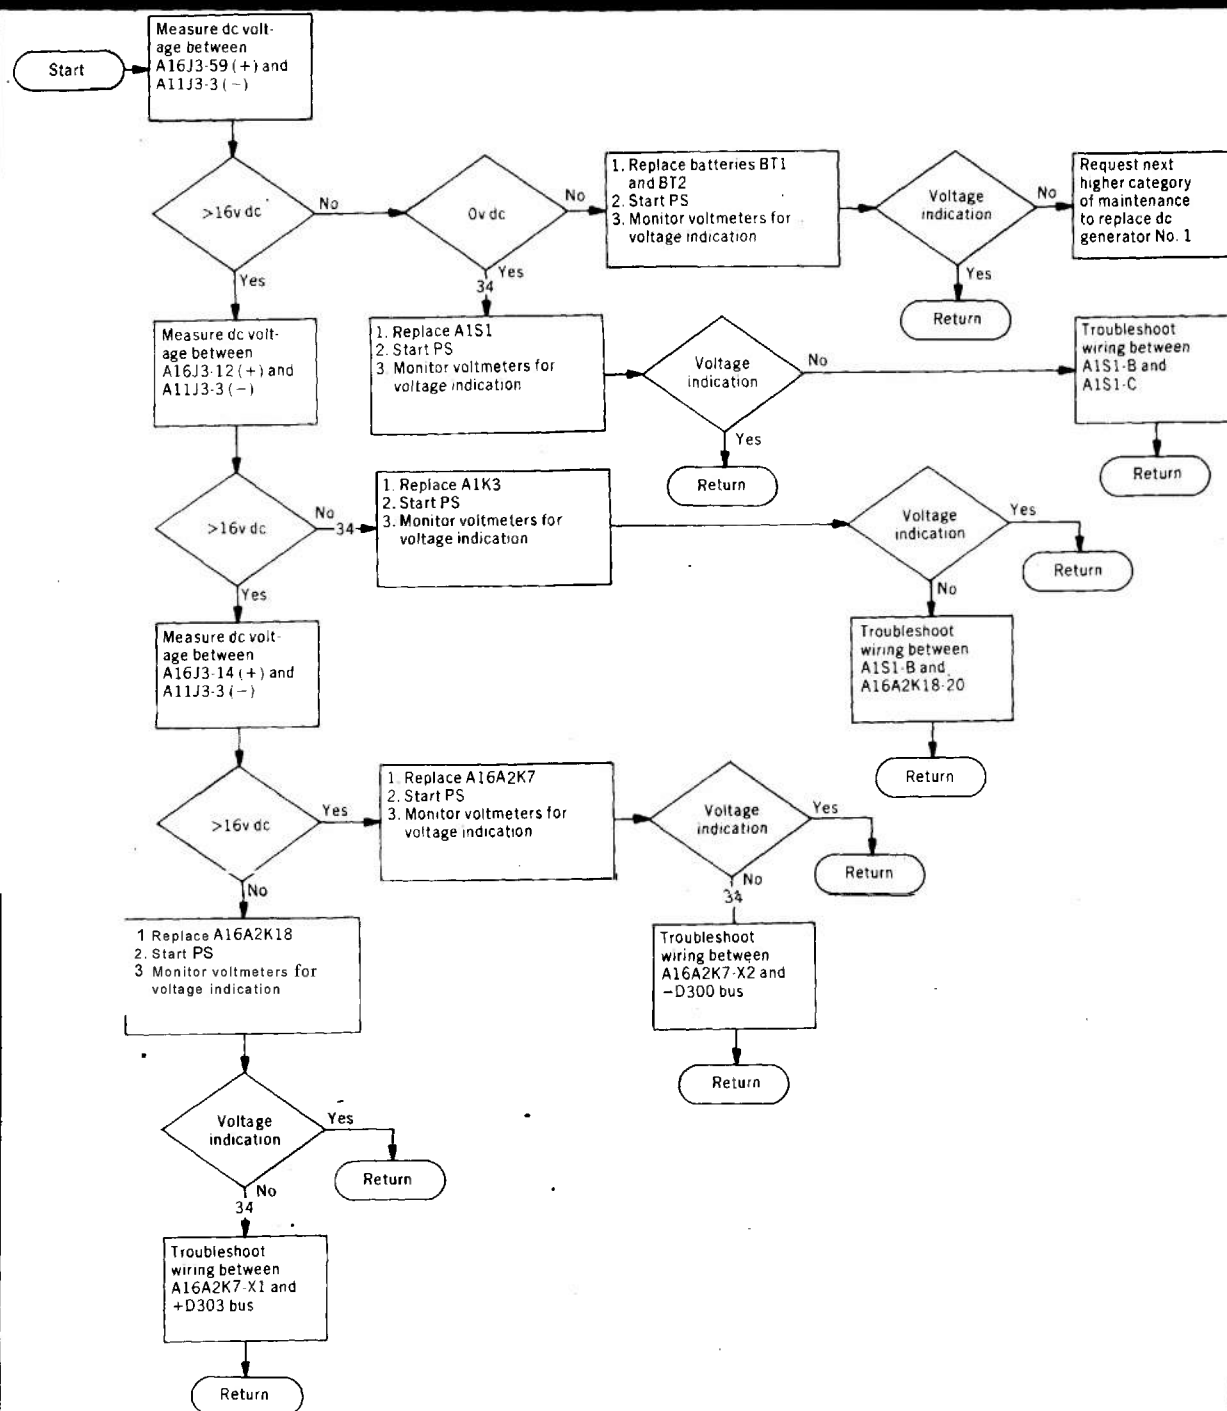 Start
Measure dc volt-
age between
A16J3-59 (+) and
A11J3-3 (−)
>16v dc
No
Yes
0v dc
No
Yes
34
1. Replace batteries BT1
and BT2
2. Start PS
3. Monitor voltmeters for
voltage indication
Voltage
indication
No
Yes
Request next
higher category
of maintenance
to replace dc
generator No. 1
Return
Measure dc volt-
age between
A16J3-12 (+) and
A11J3-3 (−)
1. Replace A1S1
2. Start PS
3. Monitor voltmeters for
voltage indication
Voltage
indication
No
Yes
Return
Troubleshoot
wiring between
A1S1-B and
A1S1-C
Return
>16v dc
No
34
Yes
1. Replace A1K3
2. Start PS
3. Monitor voltmeters for
voltage indication
Voltage
indication
Yes
Return
No
Troubleshoot
wiring between
A1S1-B and
A16A2K18-20
Return
Measure dc volt-
age between
A16J3-14 (+) and
A11J3-3 (−)
>16v dc
Yes
No
1. Replace A16A2K7
2. Start PS
3. Monitor voltmeters for
voltage indication
Voltage
indication
Yes
Return
No
34
Troubleshoot
wiring between
A16A2K7-X2 and
−D300 bus
Return
1 Replace A16A2K18
2. Start PS
3 Monitor voltmeters for
voltage indication
Voltage
indication
Yes
Return
No
34
Troubleshoot
wiring between
A16A2K7-X1 and
+D303 bus
Return